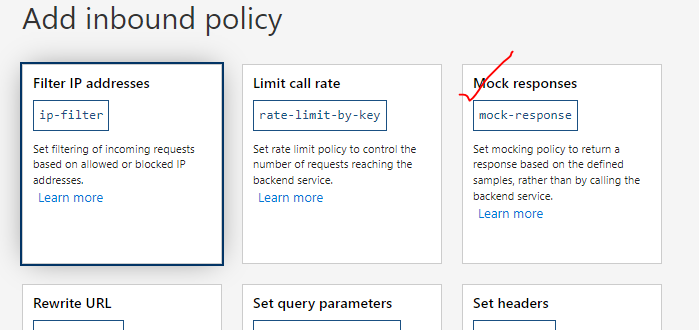 Add inbound policy
Filter IP addresses
ip-filter
Set filtering of incoming requests
based on allowed or blocked IP
addresses.
Learn more
Limit call rate
rate-limit-by-key
Set rate limit policy to control the
number of requests reaching the
backend service.
Learn more
Mock responses
mock-response
Set mocking policy to return a
response based on the defined
samples, rather than by calling the
backend service.
Learn more
Rewrite URL
Set query parameters
Set headers